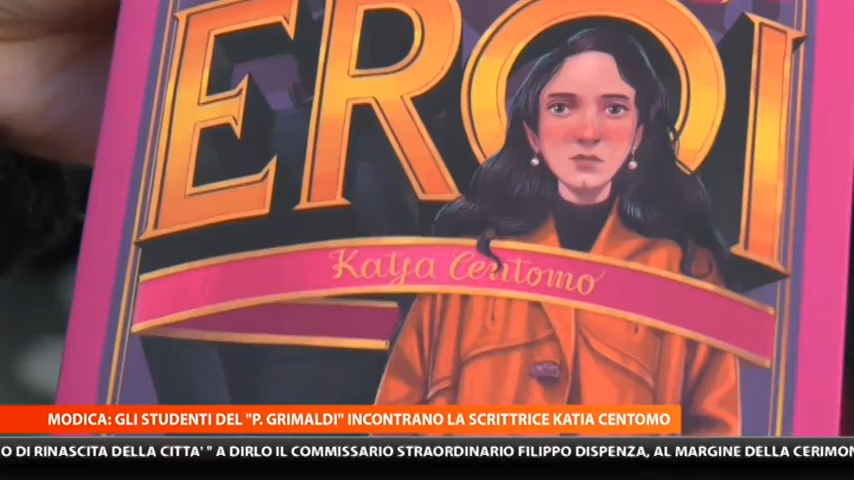 EROI
Katja Centomo
MODICA: GLI STUDENTI DEL "P. GRIMALDI" INCONTRANO LA SCRITTRICE KATIA CENTOMO
O DI RINASCITA DELLA CITTA' " A DIRLO IL COMMISSARIO STRAORDINARIO FILIPPO DISPENZA, AL MARGINE DELLA CERIMON